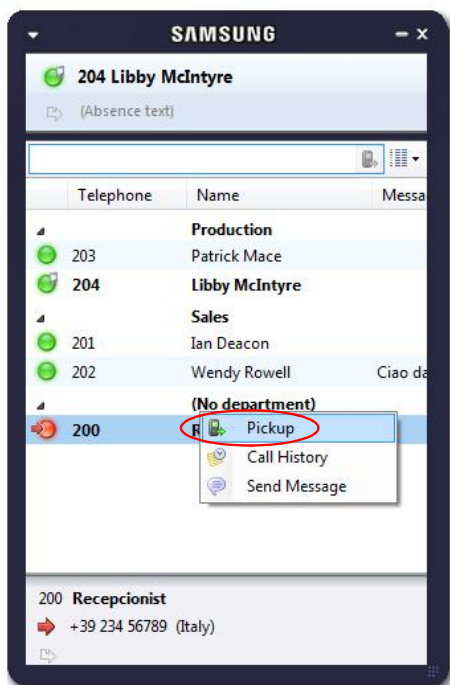 SAMSUNG
204 Libby McIntyre
(Absence text)
Telephone Name Messa
Production
203 Patrick Mace
204 Libby McIntyre
Sales
201 Ian Deacon
202 Wendy Rowell Ciao da
(No department)
200 R
Pickup
Call History
Send Message
200 Recepcionist
+39 234 56789 (Italy)